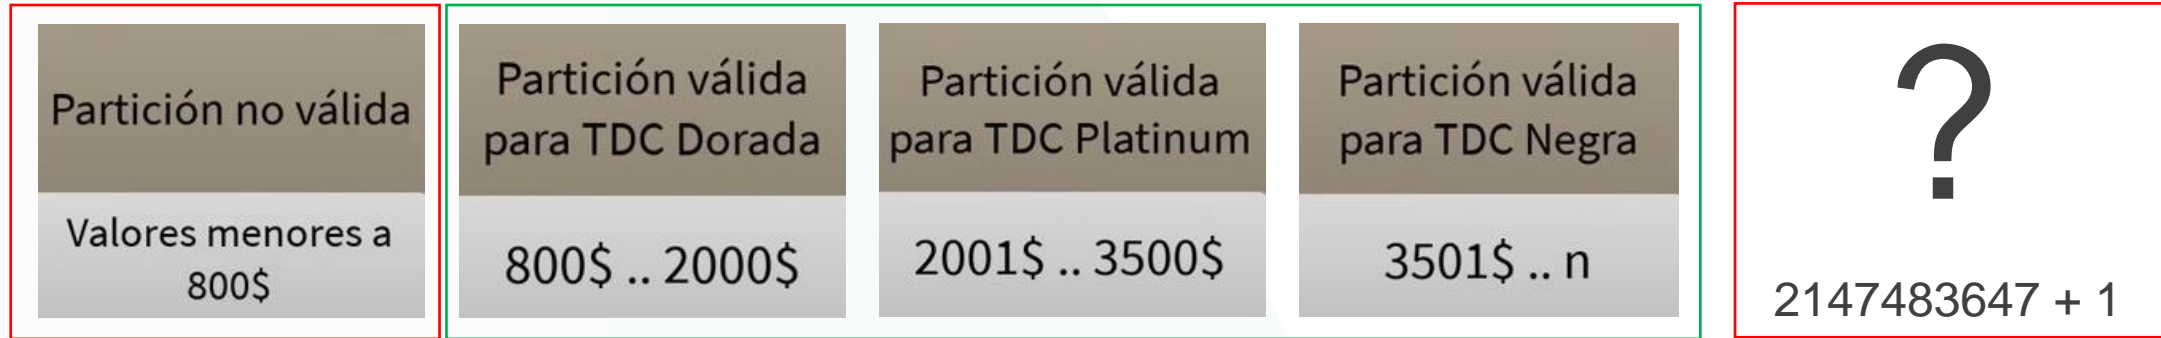 Partición no válida
Valores menores a
800$
Partición válida
para TDC Dorada
800$ .. 2000$
Partición válida
para TDC Platinum
2001$ .. 3500$
Partición válida
para TDC Negra
3501$ .. n
?
2147483647 + 1